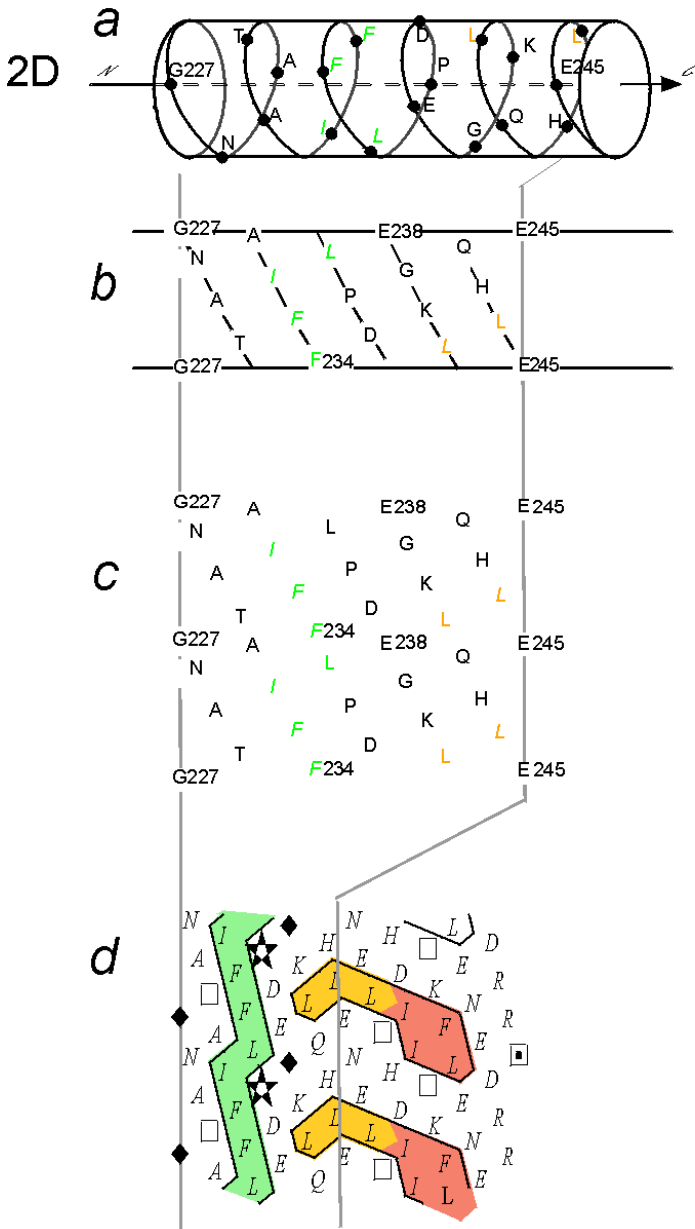 a
T F D L L
A F K
2D N G227 A P E245 C
A E Q H
N I L G
G227 A E238 Q E245
N L G H
b I P K L
A F D L
T F234
G227 E245
G227 A L E238 Q E245
N I G H
c A F P K L
T F234 D L
G227 A L E238 Q E245
N I G H
A F P K L
T F234 D L
G227 E245
N I N L
d A H H D
F K E E
D L D R
F L L K N
E I F R
A L Q E I E
N I N L D
A K H H E R
F D L E D K N
F L L F R
A E Q E I E
L I L